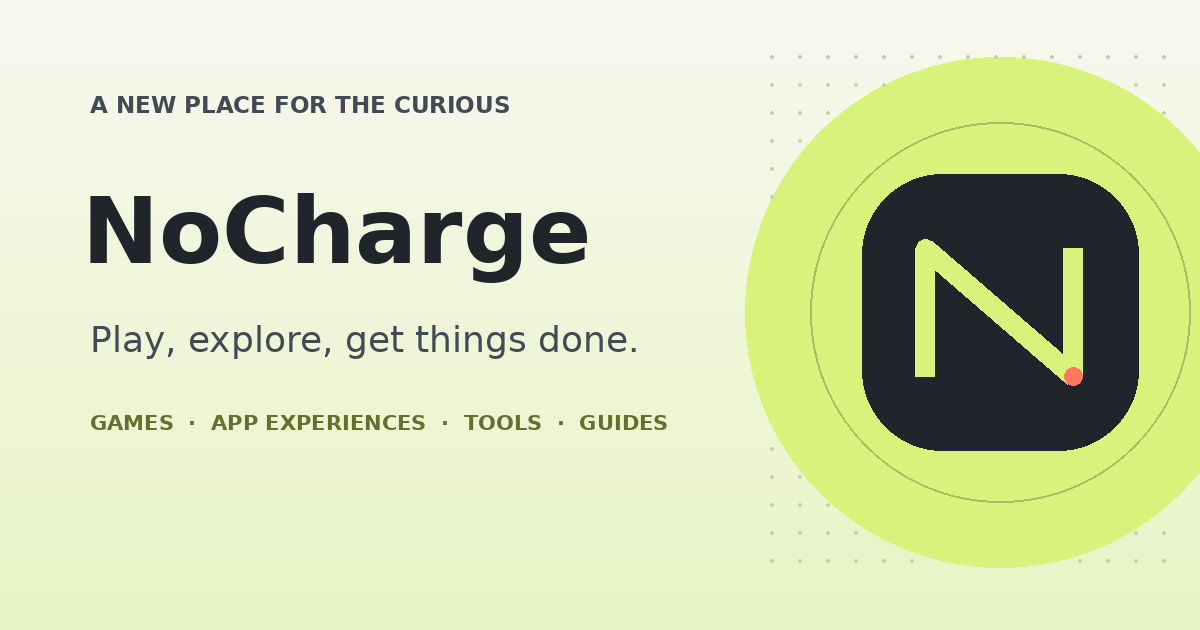 A NEW PLACE FOR THE CURIOUS
NoCharge
Play, explore, get things done.
GAMES · APP EXPERIENCES · TOOLS · GUIDES
N